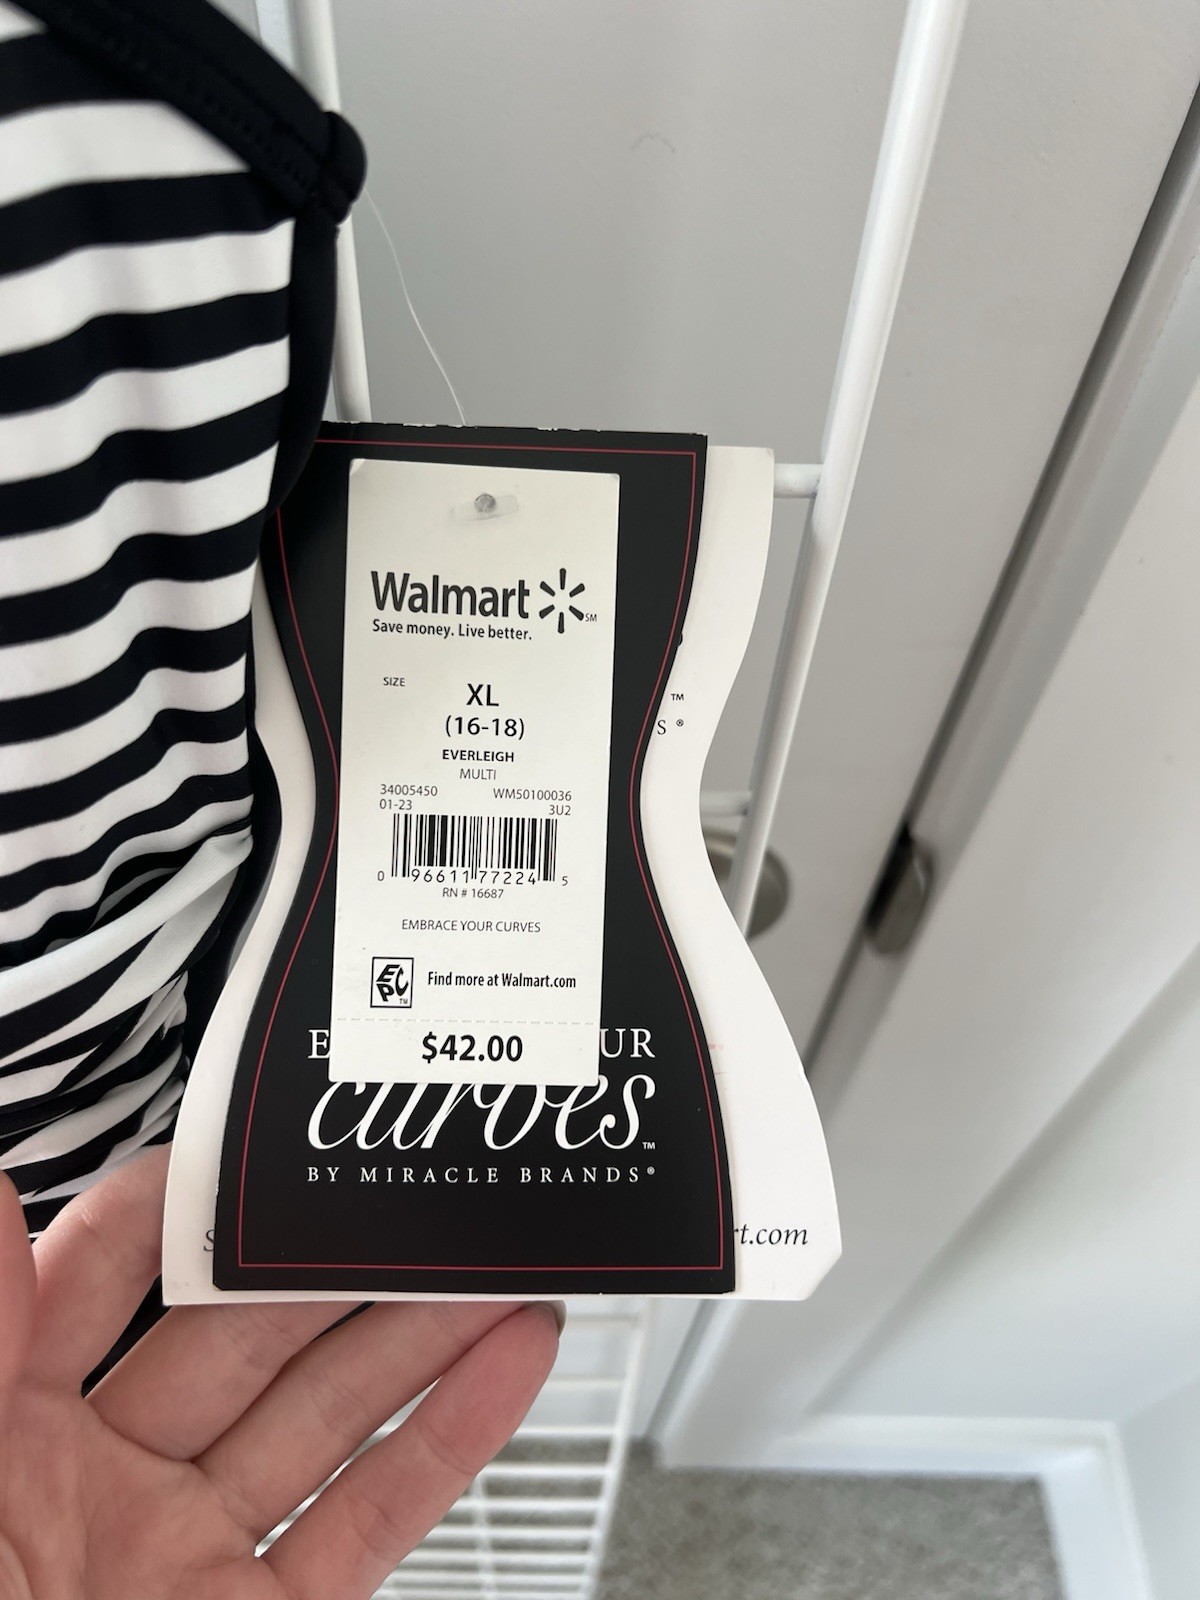 Walmart SM
Save money. Live better.
SIZE
XL
(16-18)
EVERLEIGH
MULTI
34005450 WM50100036
01-23 3U2
0 96611 77224 5
RN # 16687
EMBRACE YOUR CURVES
EPC TM
Find more at Walmart.com
$42.00
E UR
curves™
BY MIRACLE BRANDS®
™
S ®
S rt.com